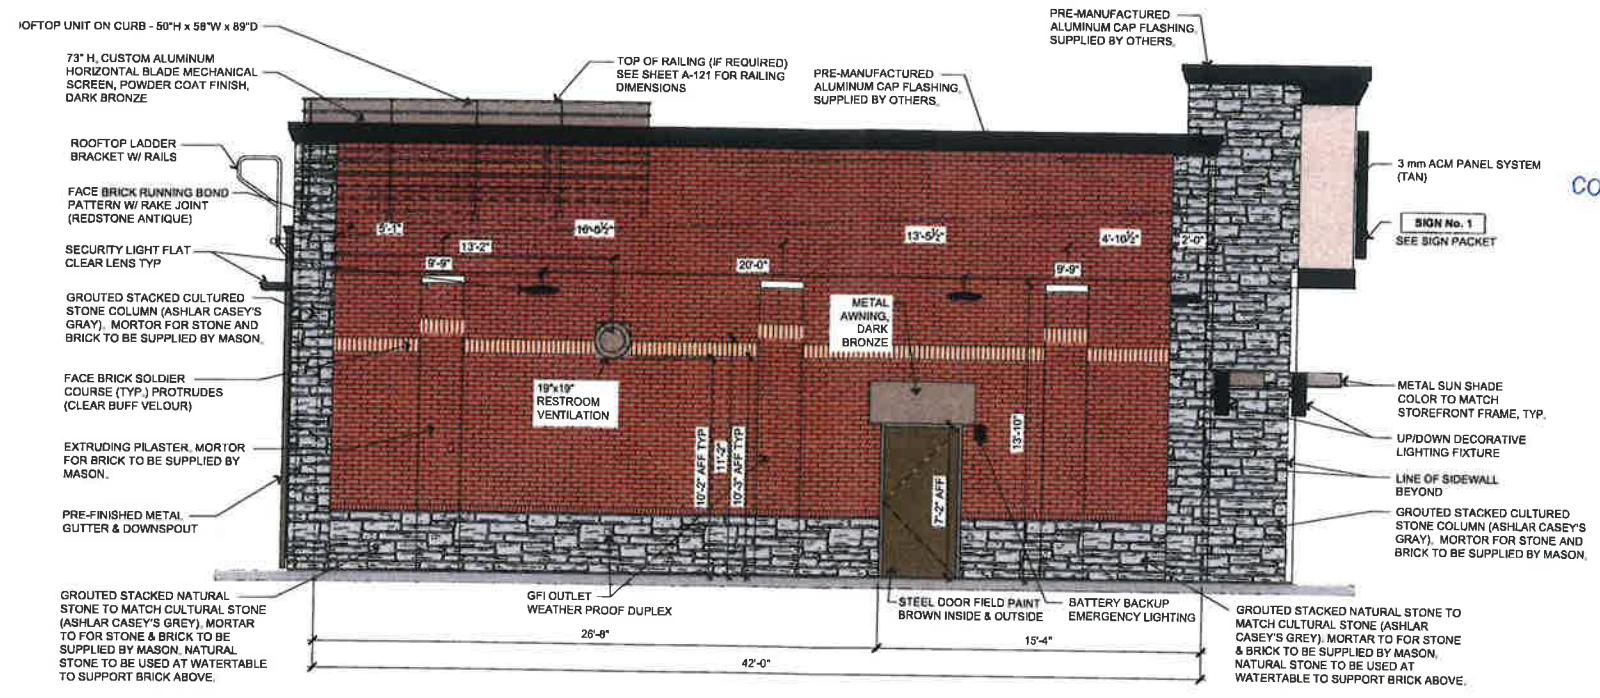 OFTOP UNIT ON CURB - 50"H x 58"W x 89"D
73" H. CUSTOM ALUMINUM
HORIZONTAL BLADE MECHANICAL
SCREEN, POWDER COAT FINISH,
DARK BRONZE
ROOFTOP LADDER
BRACKET W/ RAILS
FACE BRICK RUNNING BOND
PATTERN W/ RAKE JOINT
(REDSTONE ANTIQUE)
SECURITY LIGHT FLAT
CLEAR LENS TYP
GROUTED STACKED CULTURED
STONE COLUMN (ASHLAR CASEY'S
GRAY). MORTOR FOR STONE AND
BRICK TO BE SUPPLIED BY MASON.
FACE BRICK SOLDIER
COURSE (TYP.) PROTRUDES
(CLEAR BUFF VELOUR)
EXTRUDING PILASTER. MORTOR
FOR BRICK TO BE SUPPLIED BY
MASON.
PRE-FINISHED METAL
GUTTER & DOWNSPOUT
GROUTED STACKED NATURAL
STONE TO MATCH CULTURAL STONE
(ASHLAR CASEY'S GREY). MORTAR
TO FOR STONE & BRICK TO BE
SUPPLIED BY MASON. NATURAL
STONE TO BE USED AT WATERTABLE
TO SUPPORT BRICK ABOVE.
TOP OF RAILING (IF REQUIRED)
SEE SHEET A-121 FOR RAILING
DIMENSIONS
PRE-MANUFACTURED
ALUMINUM CAP FLASHING.
SUPPLIED BY OTHERS.
PRE-MANUFACTURED
ALUMINUM CAP FLASHING.
SUPPLIED BY OTHERS.
5'-1"
16'-0½"
13'-5½"
4'-10½"
2'-0"
13'-2"
9'-9"
20'-0"
9'-9"
METAL
AWNING,
DARK
BRONZE
19"x19"
RESTROOM
VENTILATION
10'-2" AFF TYP
11'-2"
10'-3" AFF TYP
13'-10"
7'-2" AFF
GFI OUTLET
WEATHER PROOF DUPLEX
STEEL DOOR FIELD PAINT
BROWN INSIDE & OUTSIDE
BATTERY BACKUP
EMERGENCY LIGHTING
26'-8"
15'-4"
42'-0"
3 mm ACM PANEL SYSTEM
(TAN)
CO
SIGN No. 1
SEE SIGN PACKET
METAL SUN SHADE
COLOR TO MATCH
STOREFRONT FRAME, TYP.
UP/DOWN DECORATIVE
LIGHTING FIXTURE
LINE OF SIDEWALL
BEYOND
GROUTED STACKED CULTURED
STONE COLUMN (ASHLAR CASEY'S
GRAY). MORTOR FOR STONE AND
BRICK TO BE SUPPLIED BY MASON.
GROUTED STACKED NATURAL STONE TO
MATCH CULTURAL STONE (ASHLAR
CASEY'S GREY). MORTAR TO FOR STONE
& BRICK TO BE SUPPLIED BY MASON.
NATURAL STONE TO BE USED AT
WATERTABLE TO SUPPORT BRICK ABOVE.